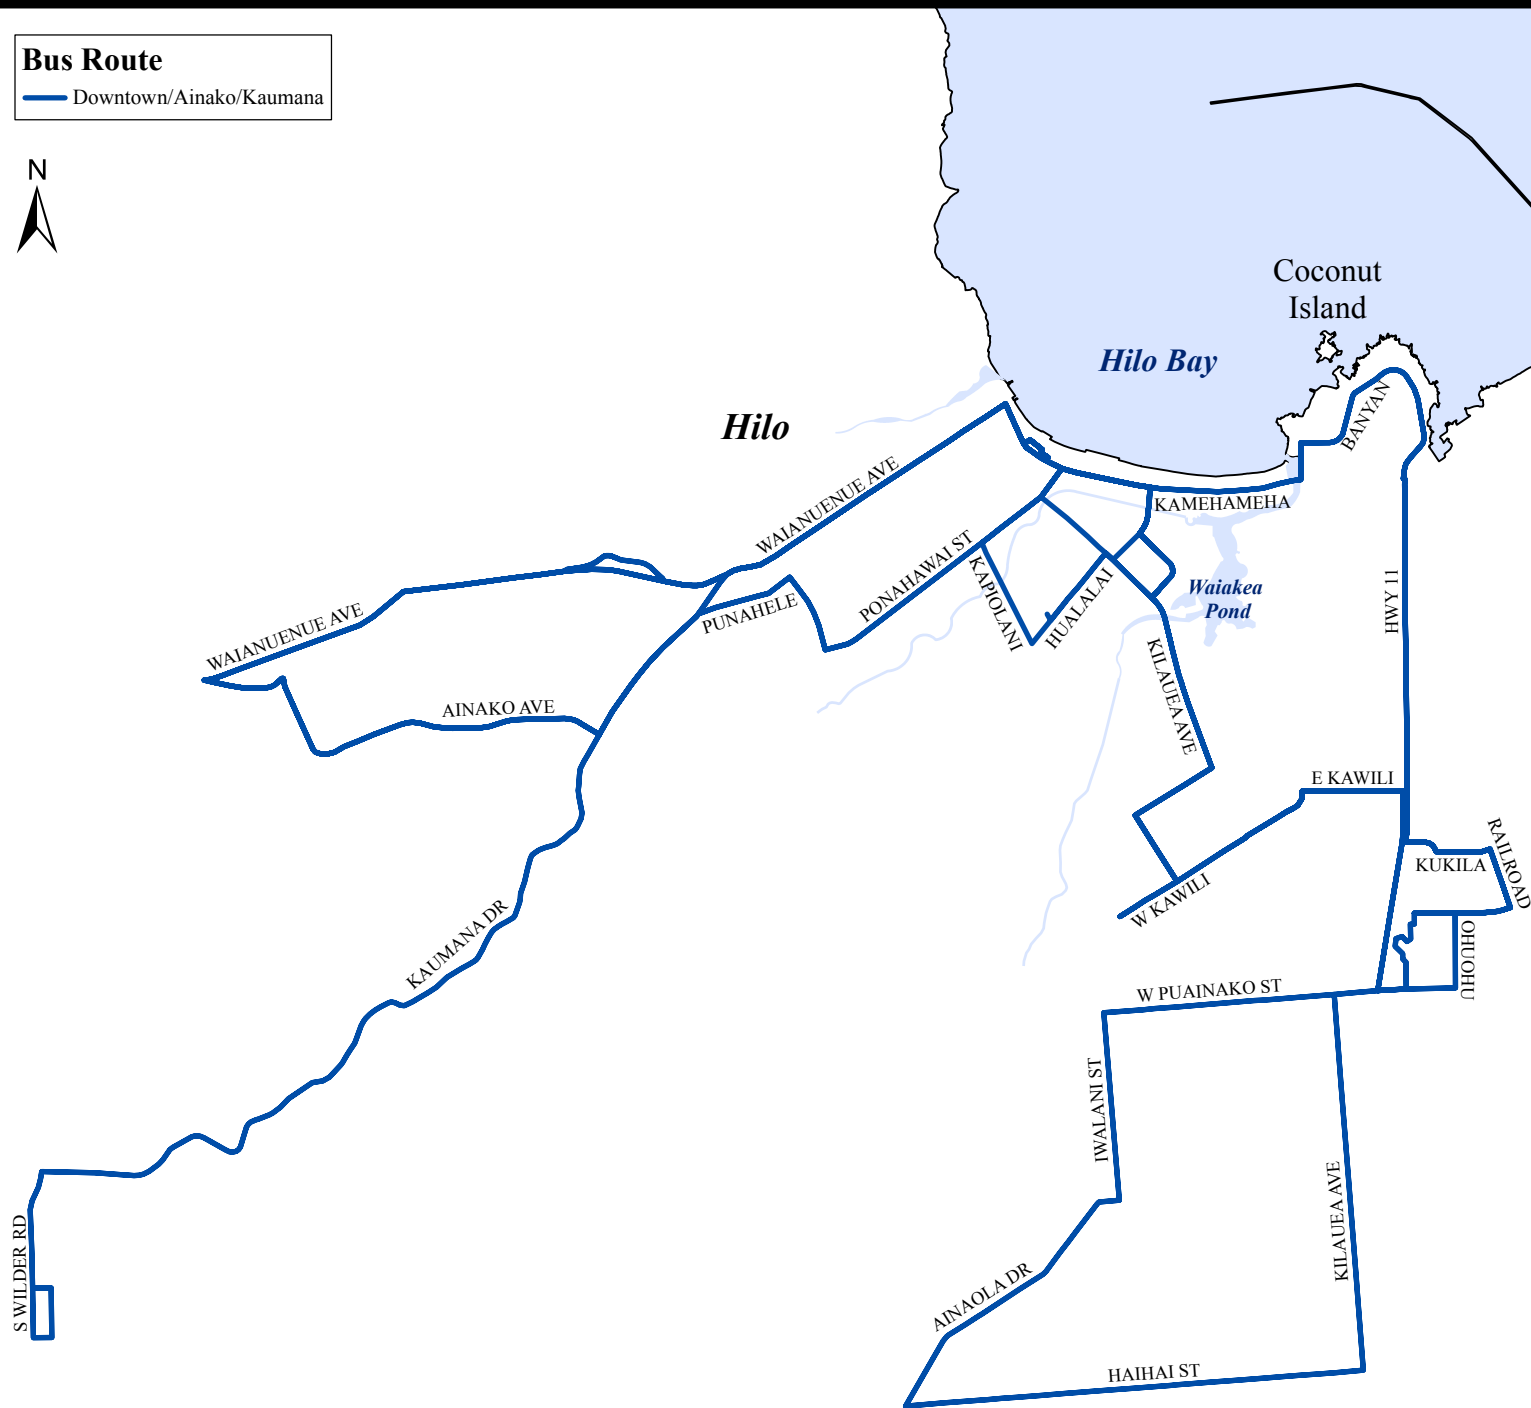 Bus Route
Downtown/Ainako/Kaumana
N
Coconut
Island
Hilo Bay
Hilo
BANYAN
WAIANUENUE AVE
KAMEHAMEHA
PONAHAWAI ST
KAPIOLANI
HUALALAI
Waiakea
Pond
HWY 11
PUNAHELE
WAIANUENUE AVE
KILAUEA AVE
AINAKO AVE
E KAWILI
RAILROAD
KUKILA
W KAWILI
KAUMANA DR
OHUOHU
W PUAINAKO ST
IWALANI ST
KILAUEA AVE
S WILDER RD
AINAOLA DR
HAIHAI ST